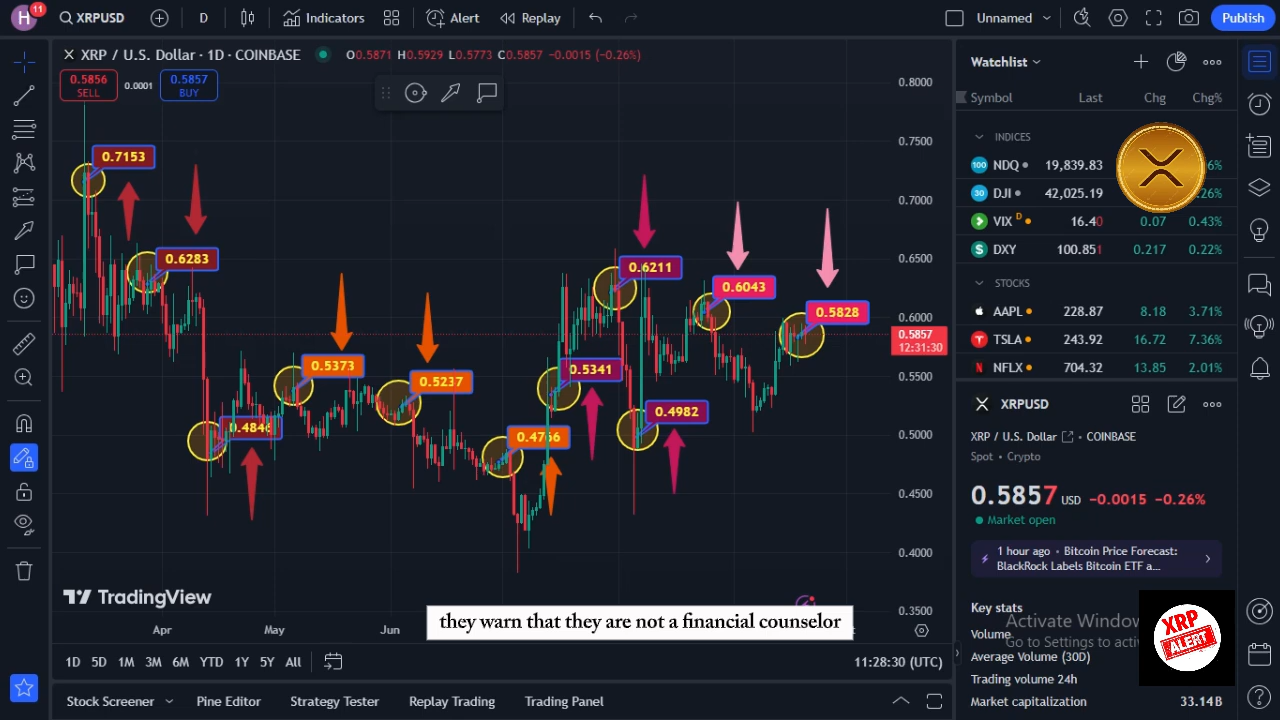 H
11
XRPUSD
D
Indicators
Alert
Replay
Unnamed
Publish
XRP / U.S. Dollar · 1D · COINBASE
O0.5871 H0.5929 L0.5773 C0.5857 −0.0015 (−0.26%)
0.5856
SELL
0.0001
0.5857
BUY
0.7153
0.6283
0.4846
0.5373
0.5237
0.4766
0.5341
0.6211
0.4982
0.6043
0.5828
0.8000
0.7500
0.7000
0.6500
0.6000
0.5857
12:31:30
0.5500
0.5000
0.4500
0.4000
0.3500
TradingView
Apr
May
Jun
they warn that they are not a financial counselor
1D 5D 1M 3M 6M YTD 1Y 5Y All
11:28:30 (UTC)
Stock Screener
Pine Editor
Strategy Tester
Replay Trading
Trading Panel
Watchlist
Symbol Last Chg Chg%
INDICES
100 NDQ 19,839.83
30 DJI 42,025.19
VIX D 16.40 0.07 0.43%
$ DXY 100.851 0.217 0.22%
STOCKS
AAPL 228.87 8.18 3.71%
TSLA 243.92 16.72 7.36%
NFLX 704.32 13.85 2.01%
XRPUSD
XRP / U.S. Dollar · COINBASE
Spot · Crypto
0.5857 USD −0.0015 −0.26%
Market open
1 hour ago · Bitcoin Price Forecast:
BlackRock Labels Bitcoin ETF a...
Key stats
Volume
Average Volume (30D)
Trading volume 24h
Market capitalization 33.14B
Activate Window
Go to Settings to acti
XRP
ALERT